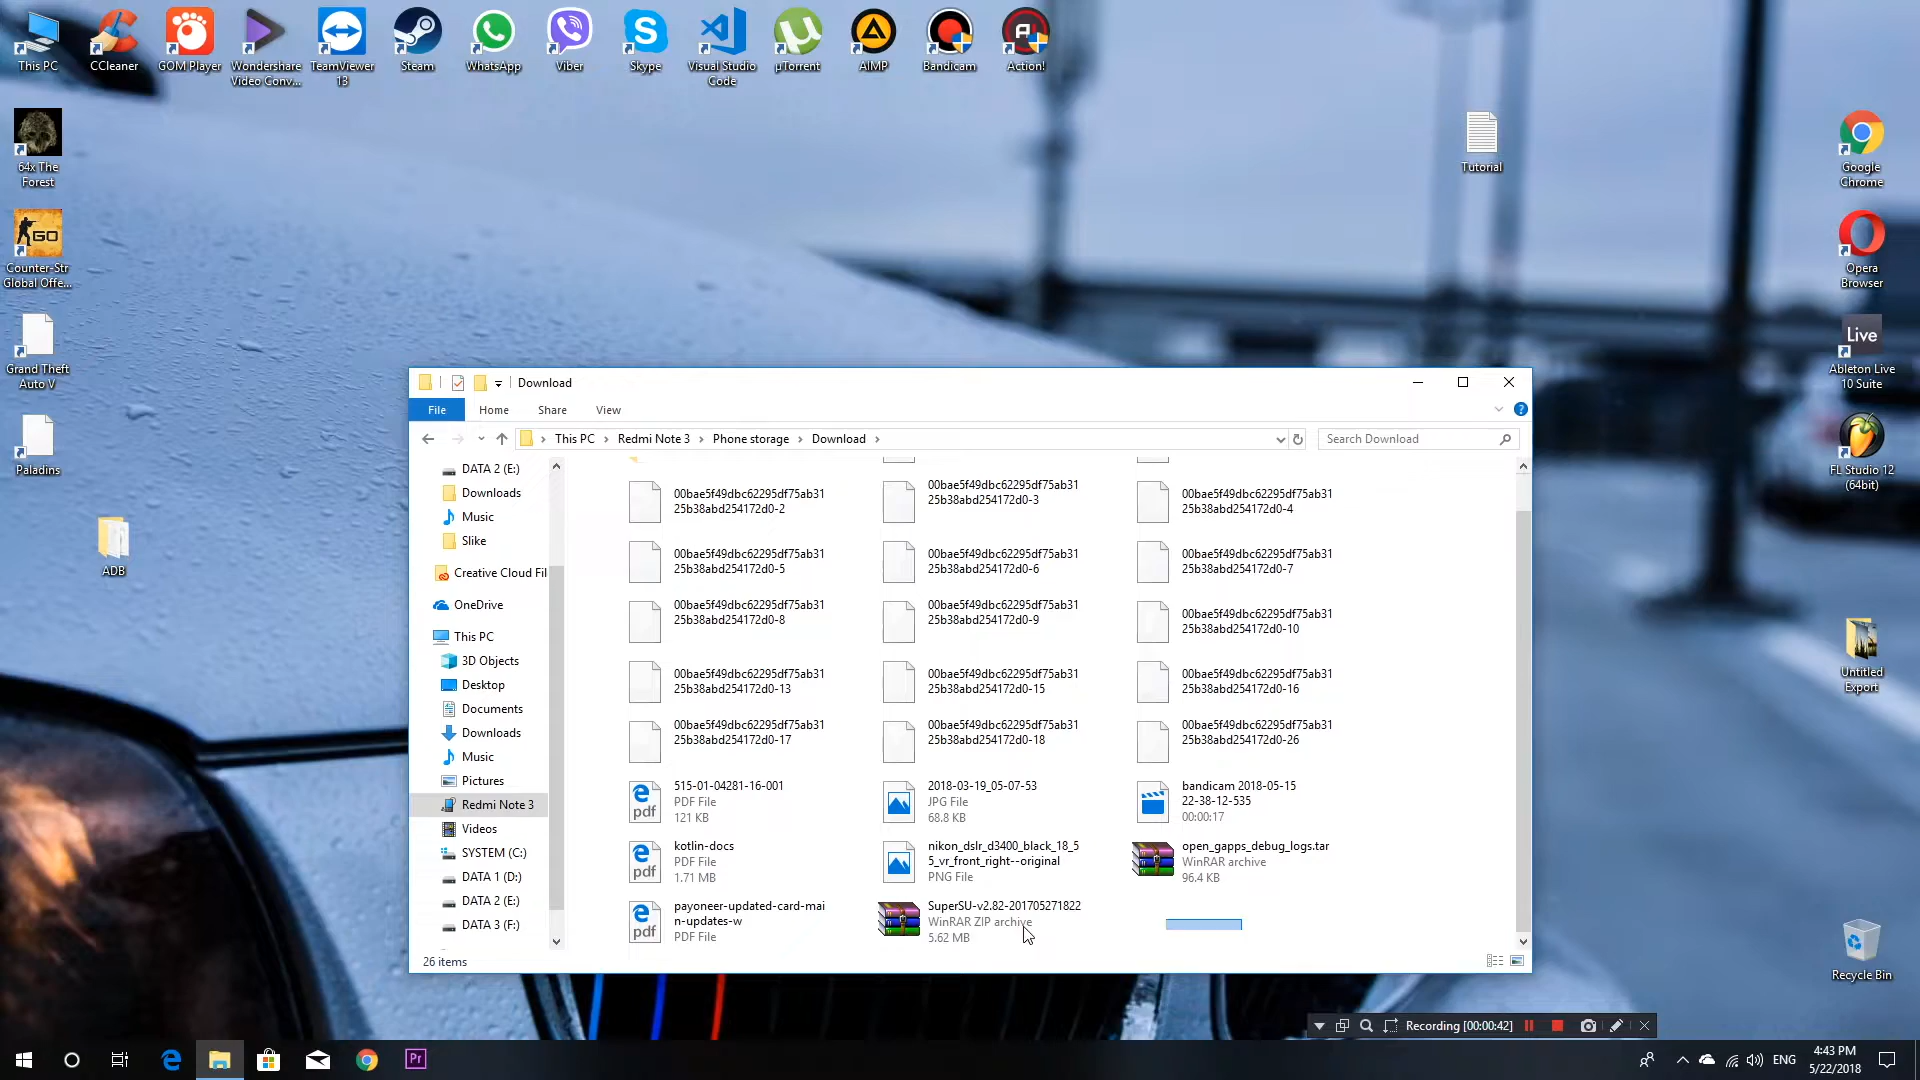 This PC
CCleaner
GOM Player
Wondershare
Video Conv...
TeamViewer
13
Steam
WhatsApp
Viber
Skype
Visual Studio
Code
µTorrent
AIMP
Bandicam
Action!
64x The
Forest
Counter-Str
Global Offe...
Grand Theft
Auto V
Paladins
ADB
Tutorial
Google
Chrome
Opera
Browser
Live
Ableton Live
10 Suite
FL Studio 12
(64bit)
Untitled
Export
Recycle Bin
GO
Download
File
Home
Share
View
This PC
Redmi Note 3
Phone storage
Download
Search Download
DATA 2 (E:)
Downloads
Music
Slike
Creative Cloud Fil
OneDrive
This PC
3D Objects
Desktop
Documents
Downloads
Music
Pictures
Redmi Note 3
Videos
SYSTEM (C:)
DATA 1 (D:)
DATA 2 (E:)
DATA 3 (F:)
00bae5f49dbc62295df75ab31
25b38abd254172d0-2
00bae5f49dbc62295df75ab31
25b38abd254172d0-3
00bae5f49dbc62295df75ab31
25b38abd254172d0-4
00bae5f49dbc62295df75ab31
25b38abd254172d0-5
00bae5f49dbc62295df75ab31
25b38abd254172d0-6
00bae5f49dbc62295df75ab31
25b38abd254172d0-7
00bae5f49dbc62295df75ab31
25b38abd254172d0-8
00bae5f49dbc62295df75ab31
25b38abd254172d0-9
00bae5f49dbc62295df75ab31
25b38abd254172d0-10
00bae5f49dbc62295df75ab31
25b38abd254172d0-13
00bae5f49dbc62295df75ab31
25b38abd254172d0-15
00bae5f49dbc62295df75ab31
25b38abd254172d0-16
00bae5f49dbc62295df75ab31
25b38abd254172d0-17
00bae5f49dbc62295df75ab31
25b38abd254172d0-18
00bae5f49dbc62295df75ab31
25b38abd254172d0-26
pdf
515-01-04281-16-001
PDF File
121 KB
2018-03-19_05-07-53
JPG File
68.8 KB
bandicam 2018-05-15
22-38-12-535
00:00:17
pdf
kotlin-docs
PDF File
1.71 MB
nikon_dslr_d3400_black_18_5
5_vr_front_right--original
PNG File
open_gapps_debug_logs.tar
WinRAR archive
96.4 KB
pdf
payoneer-updated-card-mai
n-updates-w
PDF File
SuperSU-v2.82-201705271822
WinRAR ZIP archive
5.62 MB
26 items
Recording [00:00:42]
Pr
ENG
4:43 PM
5/22/2018